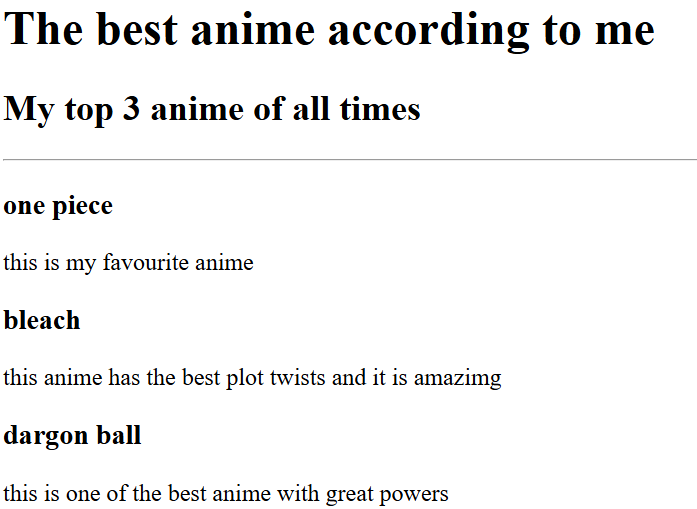 The best anime according to me
My top 3 anime of all times
one piece
this is my favourite anime
bleach
this anime has the best plot twists and it is amazimg
dargon ball
this is one of the best anime with great powers